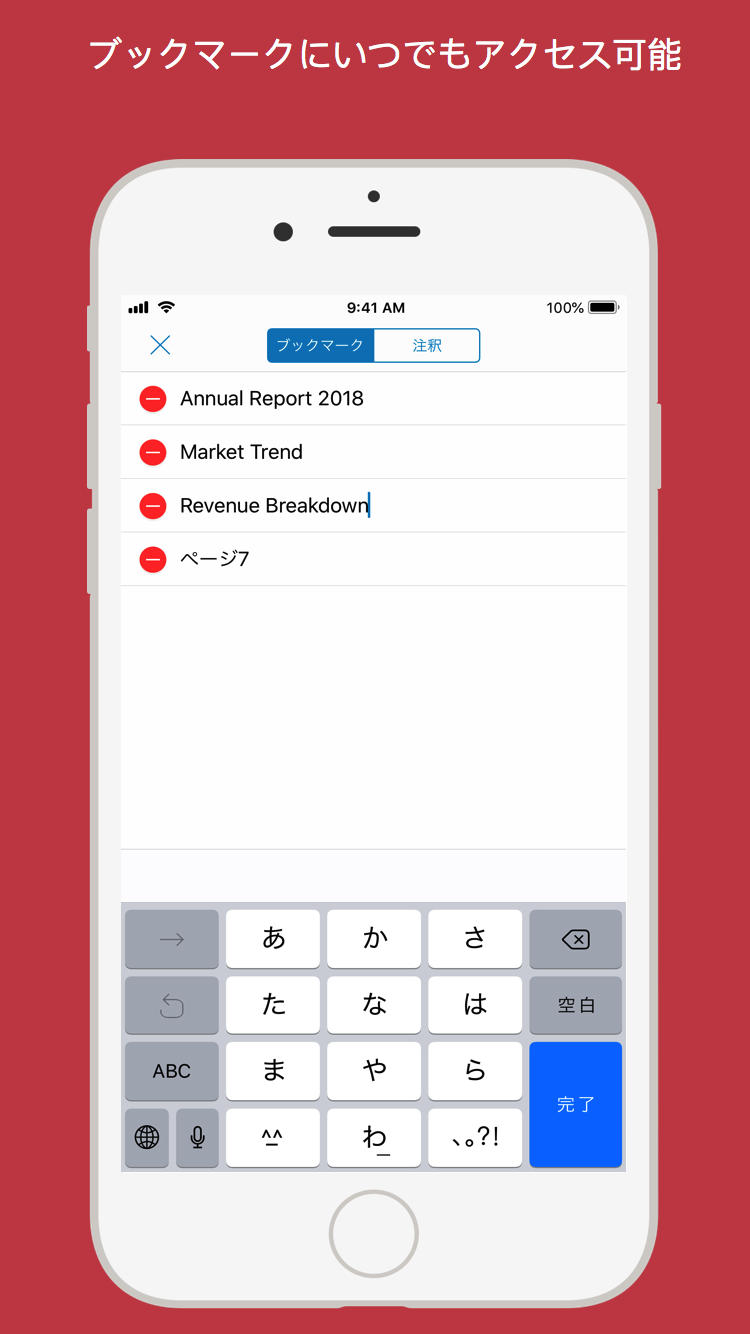 ブックマークにいつでもアクセス可能
9:41 AM 100%
ブックマーク 注釈
Annual Report 2018
Market Trend
Revenue Breakdown
ページ7
あ か さ
た な は 空白
ABC ま や ら
完了
^^ わ_ 、。?!